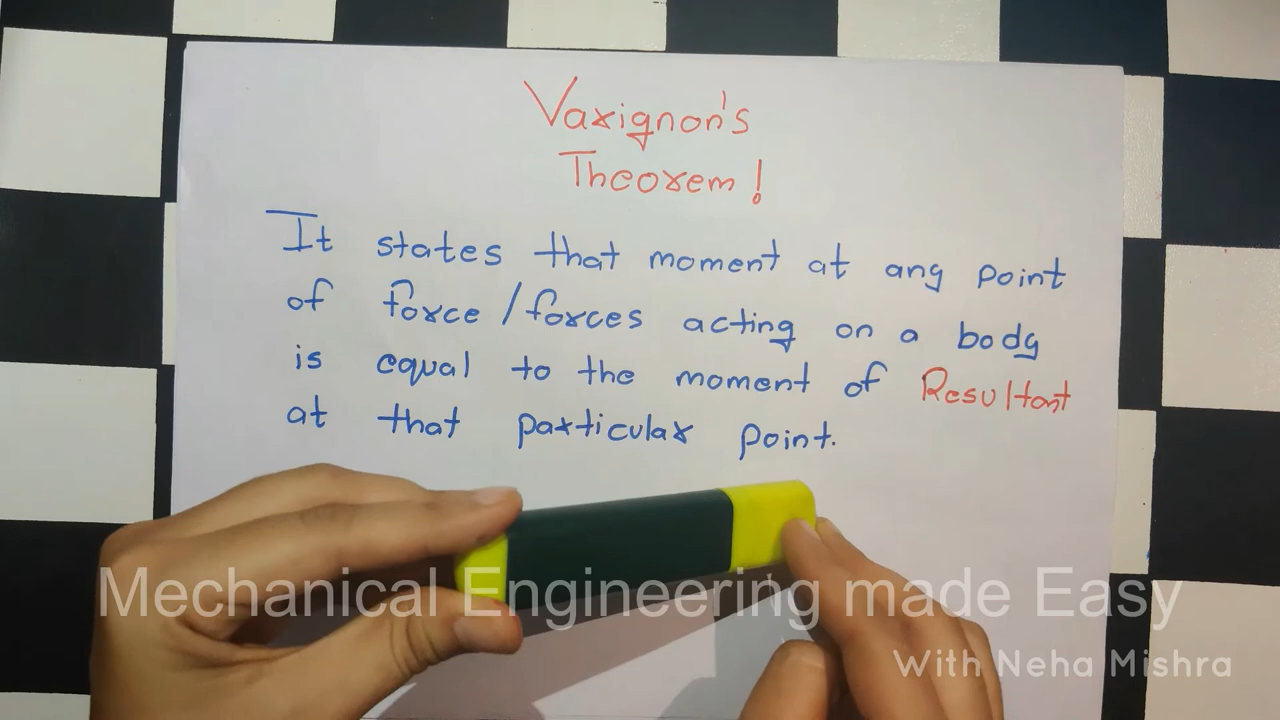 Varignon's
Theorem!
It states that moment at any point
of force/forces acting on a body
is equal to the moment of Resultant
at that particular point.
Mechanical Engineering made Easy
With Neha Mishra